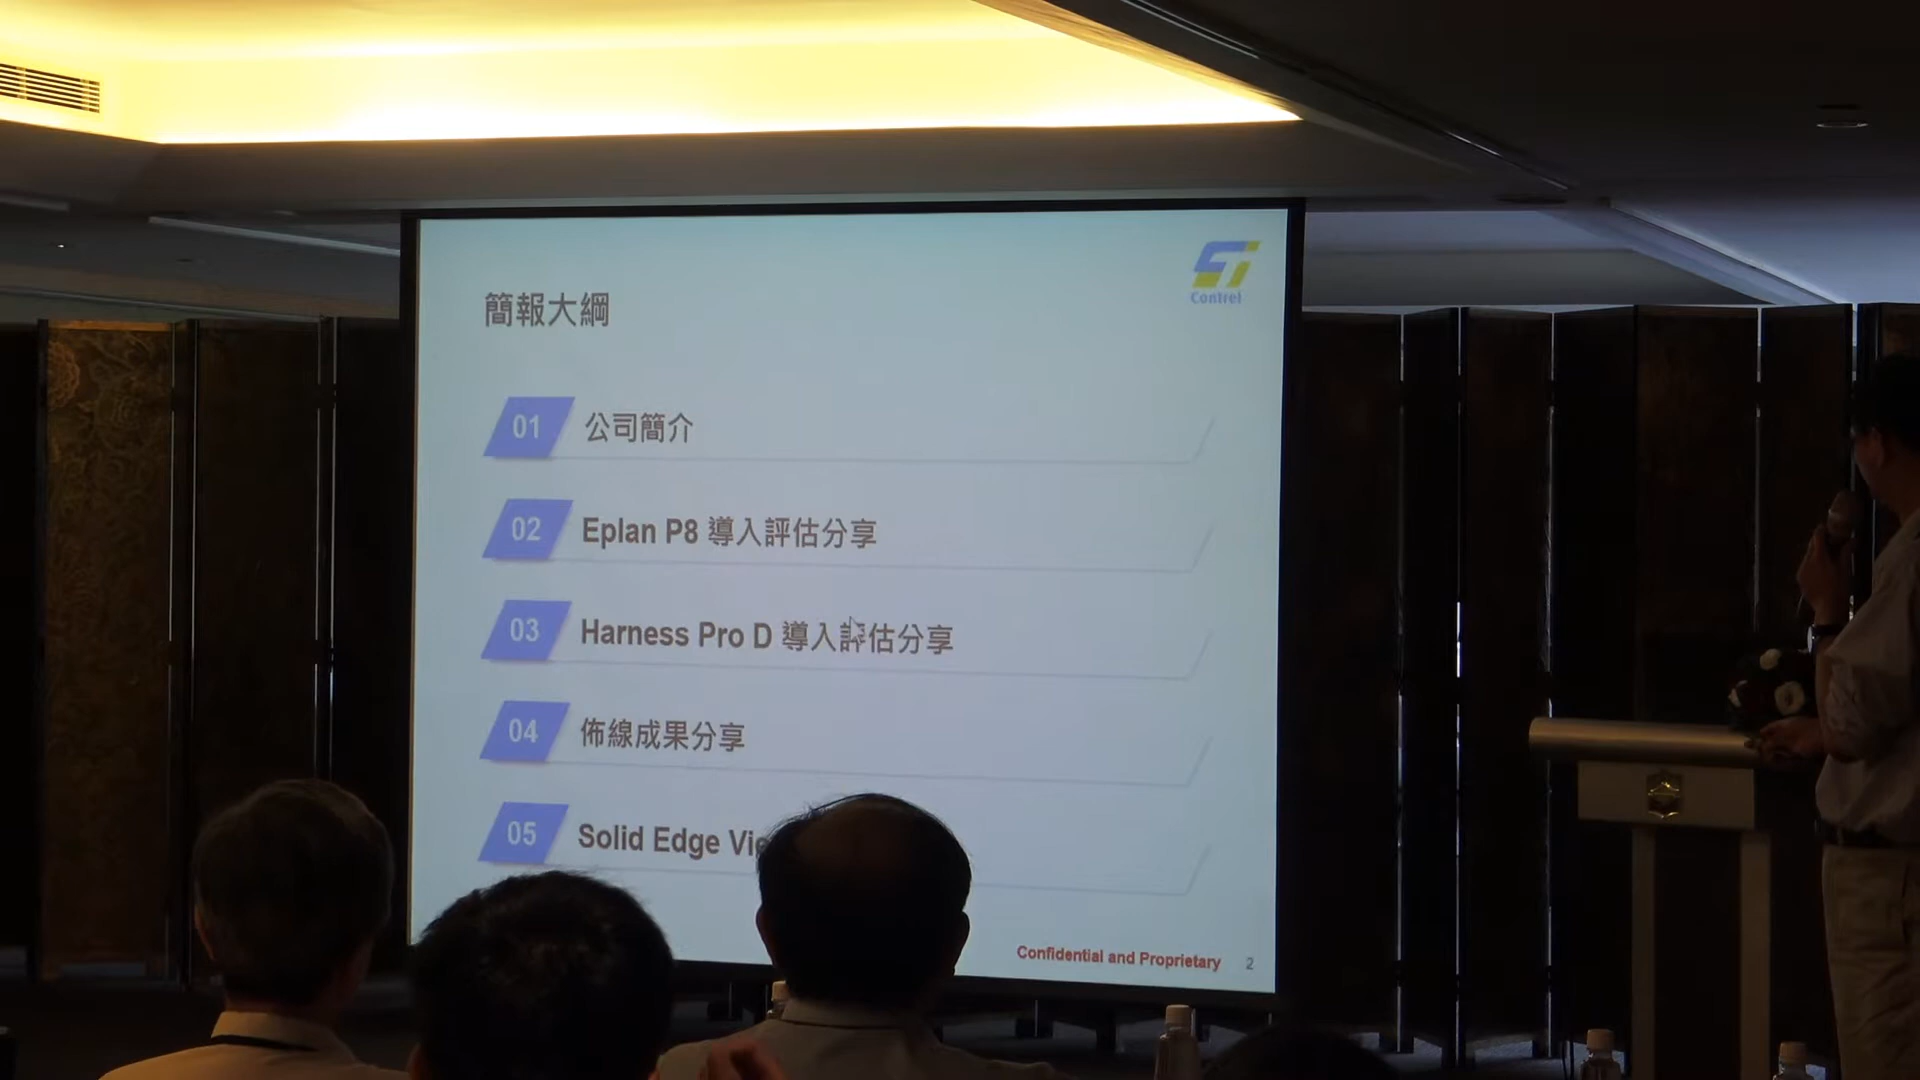 Contrel
簡報大綱
01 公司簡介
02 Eplan P8 導入評估分享
03 Harness Pro D 導入評估分享
04 佈線成果分享
05 Solid Edge
Confidential and Proprietary 2